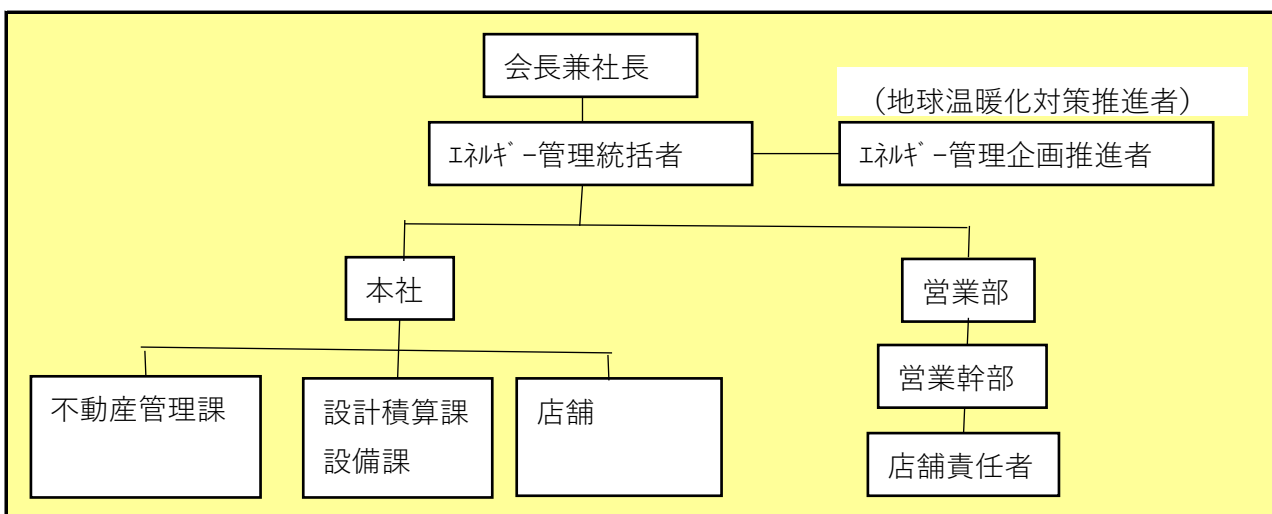 会長兼社長
(地球温暖化対策推進者)
ｴﾈﾙｷﾞｰ管理統括者
ｴﾈﾙｷﾞｰ管理企画推進者
本社
営業部
営業幹部
不動産管理課
設計積算課
設備課
店舗
店舗責任者